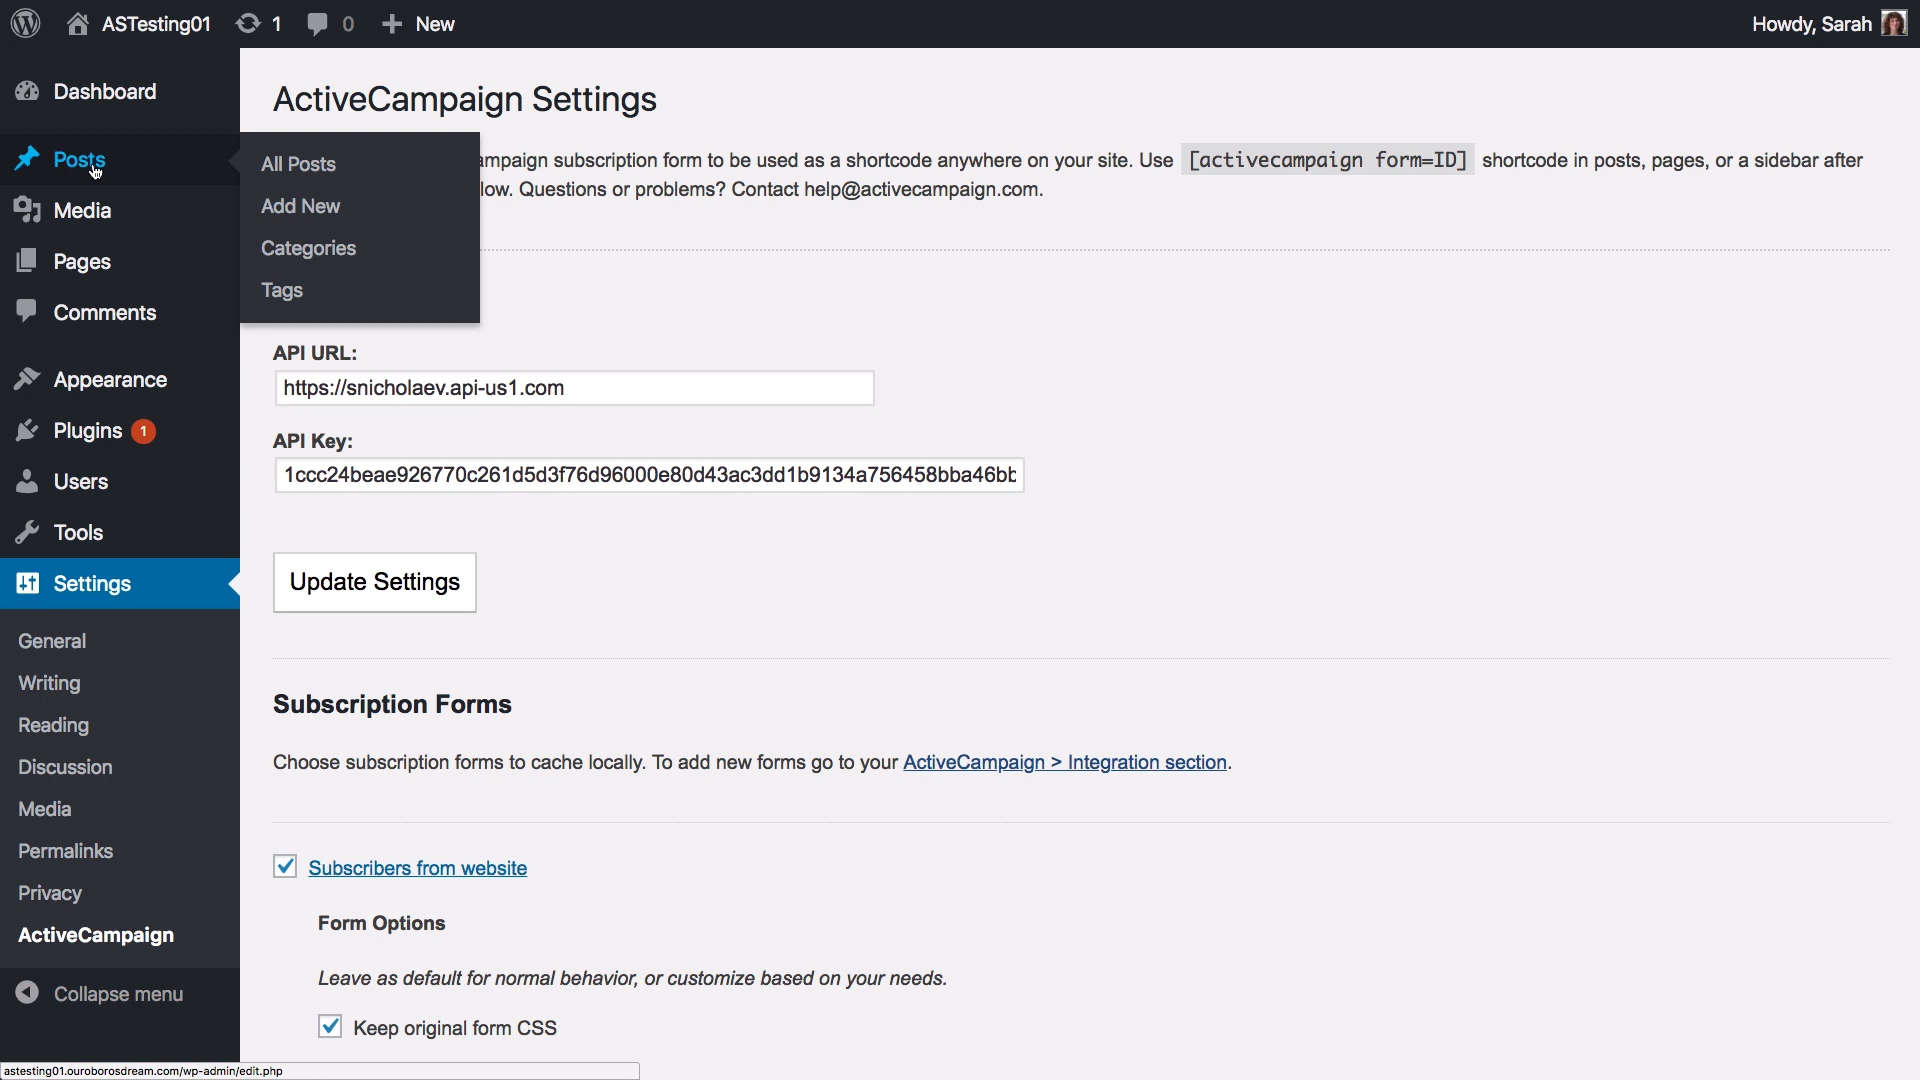 ASTesting01 1 0 New Howdy, Sarah
Dashboard
Posts
Media
Pages
Comments
Appearance
Plugins 1
Users
Tools
Settings
General
Writing
Reading
Discussion
Media
Permalinks
Privacy
ActiveCampaign
Collapse menu
All Posts
Add New
Categories
Tags
ActiveCampaign Settings
ampaign subscription form to be used as a shortcode anywhere on your site. Use [activecampaign form=ID] shortcode in posts, pages, or a sidebar after
low. Questions or problems? Contact help@activecampaign.com.
API URL:
https://snicholaev.api-us1.com
API Key:
1ccc24beae926770c261d5d3f76d96000e80d43ac3dd1b9134a756458bba46bb
Update Settings
Subscription Forms
Choose subscription forms to cache locally. To add new forms go to your ActiveCampaign > Integration section.
Subscribers from website
Form Options
Leave as default for normal behavior, or customize based on your needs.
Keep original form CSS
astesting01.ouroborosdream.com/wp-admin/edit.php